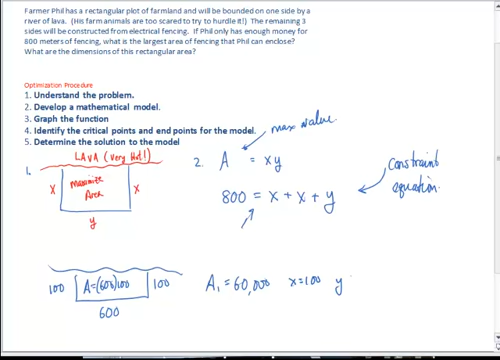 Farmer Phil has a rectangular plot of farmland and will be bounded on one side by a
river of lava. (His farm animals are too scared to try to hurdle it!) The remaining 3
sides will be constructed from electrical fencing. If Phil only has enough money for
800 meters of fencing, what is the largest area of fencing that Phil can enclose?
What are the dimensions of this rectangular area?
Optimization Procedure
1. Understand the problem.
2. Develop a mathematical model.
3. Graph the function
4. Identify the critical points and end points for the model.
5. Determine the solution to the model
max value
LAVA (Very Hot!)
1.
x
Maximize
Area
x
y
2. A = xy
800 = x + x + y
Constraint
equation.
100
A=(600)100
100
600
A₁ = 60,000 x=100 y